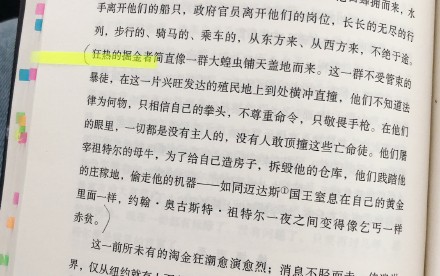 手离开他们的船只，政府官员离开他们的岗位，长长的无尽的行
列，步行的、骑马的、乘车的，从东方来、从西方来，不绝于途。
狂热的掘金者简直像一群大蝗虫铺天盖地而来。这一群不受管束的
暴徒，在这一片兴旺发达的殖民地上到处横冲直撞，他们不知道法
律为何物，只相信自己的拳头，不尊重命令，只敬畏手枪。在他们
的眼里，一切都是没有主人的，没有人敢顶撞这些亡命徒。他们屠
宰祖特尔的母牛，为了给自己造房子，拆毁他的仓库，他们践踏他
的庄稼地，偷走他的机器——如同迈达斯①国王窒息在自己的黄金
里面一样，约翰·奥古斯特·祖特尔一夜之间变得像乞丐一样
赤贫。
这一前所未有的淘金狂潮愈演愈烈；消息不胫而走
界，仅从纽约就有